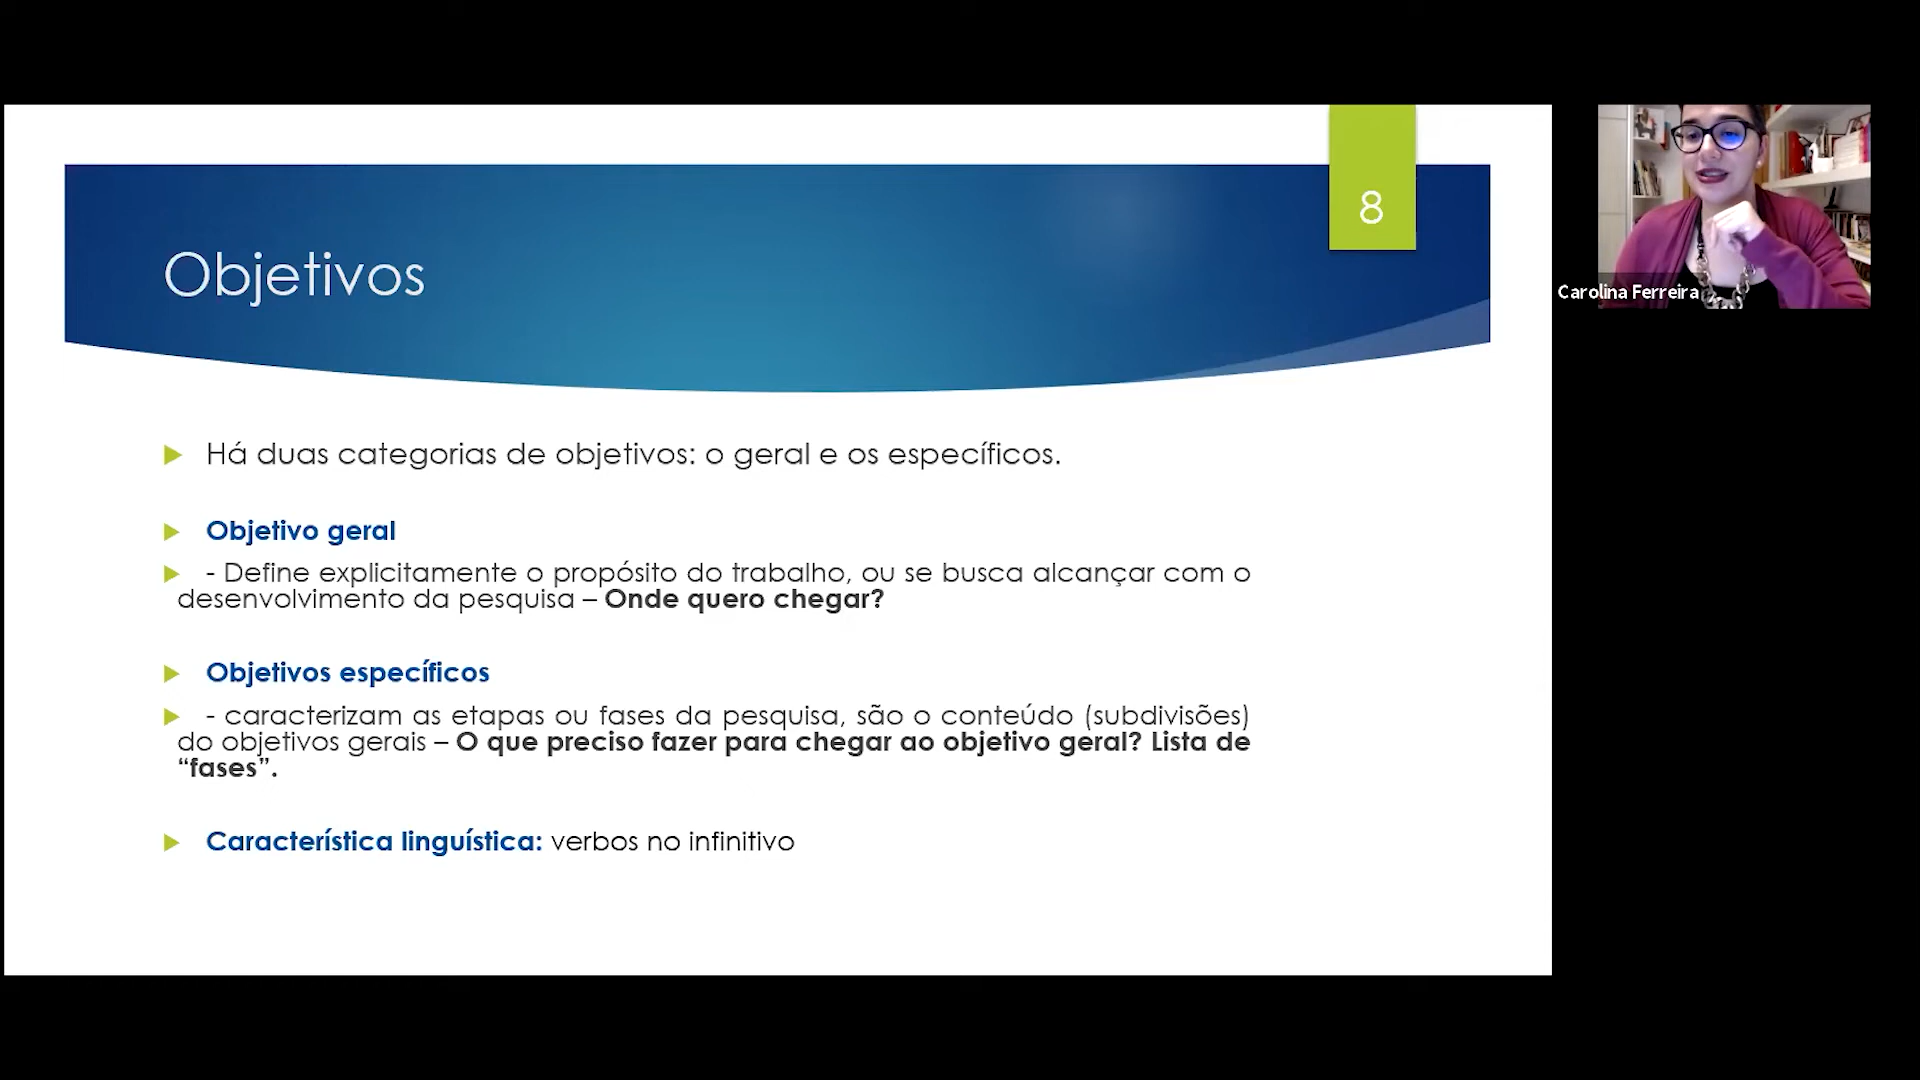 8
Objetivos
Carolina Ferreira
Há duas categorias de objetivos: o geral e os específicos.
Objetivo geral
- Define explicitamente o propósito do trabalho, ou se busca alcançar com o
desenvolvimento da pesquisa – Onde quero chegar?
Objetivos específicos
- caracterizam as etapas ou fases da pesquisa, são o conteúdo (subdivisões)
do objetivos gerais – O que preciso fazer para chegar ao objetivo geral? Lista de
“fases”.
Característica linguística: verbos no infinitivo